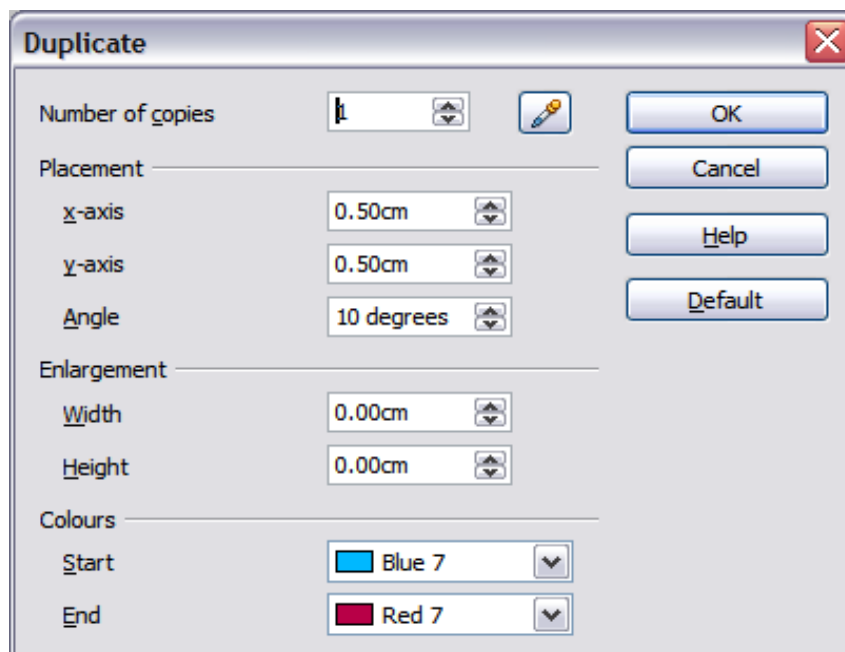 Duplicate
Number of copies 1 OK
Placement Cancel
x-axis 0.50cm
y-axis 0.50cm Help
Angle 10 degrees Default
Enlargement
Width 0.00cm
Height 0.00cm
Colours
Start Blue 7
End Red 7